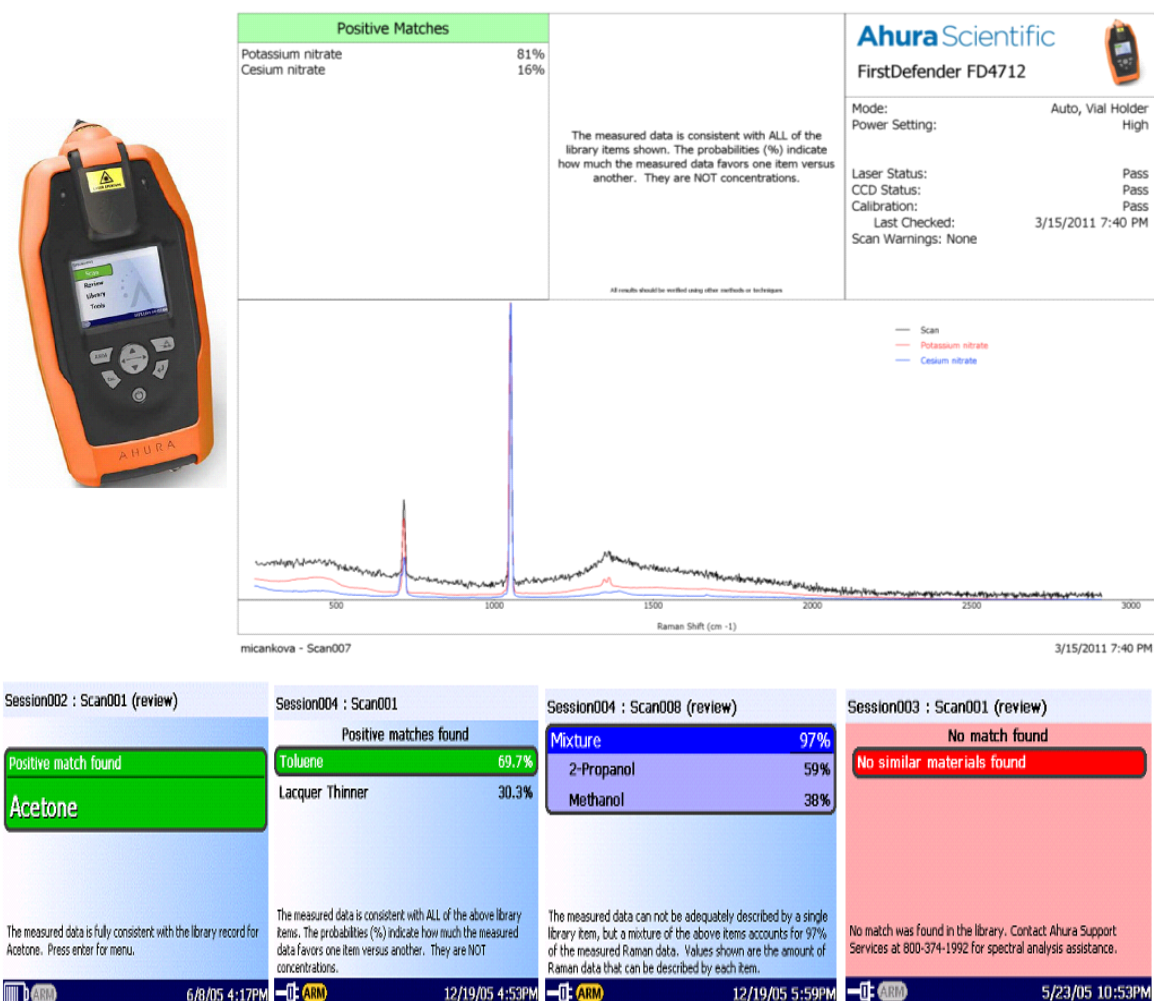 Positive Matches
Potassium nitrate 81%
Cesium nitrate 16%
The measured data is consistent with ALL of the
library items shown. The probabilities (%) indicate
how much the measured data favors one item versus
another. They are NOT concentrations.
All results should be verified using other methods or techniques
Ahura Scientific
FirstDefender FD4712
Mode: Auto, Vial Holder
Power Setting: High
Laser Status: Pass
CCD Status: Pass
Calibration: Pass
Last Checked: 3/15/2011 7:40 PM
Scan Warnings: None
Scan
Review
Library
Tools
AHURA
Scan
Potassium nitrate
Cesium nitrate
500 1000 1500 2000 2500 3000
Raman Shift (cm -1)
micankova - Scan007 3/15/2011 7:40 PM
Session002 : Scan001 (review)
Positive match found
Acetone
The measured data is fully consistent with the library record for
Acetone. Press enter for menu.
ARM 6/8/05 4:17PM
Session004 : Scan001
Positive matches found
Toluene 69.7%
Lacquer Thinner 30.3%
The measured data is consistent with ALL of the above library
items. The probabilities (%) indicate how much the measured
data favors one item versus another. They are NOT
concentrations.
ARM 12/19/05 4:53PM
Session004 : Scan008 (review)
Mixture 97%
2-Propanol 59%
Methanol 38%
The measured data can not be adequately described by a single
library item, but a mixture of the above items accounts for 97%
of the measured Raman data. Values shown are the amount of
Raman data that can be described by each item.
ARM 12/19/05 5:59PM
Session003 : Scan001 (review)
No match found
No similar materials found
No match was found in the library. Contact Ahura Support
Services at 800-374-1992 for spectral analysis assistance.
ARM 5/23/05 10:53PM